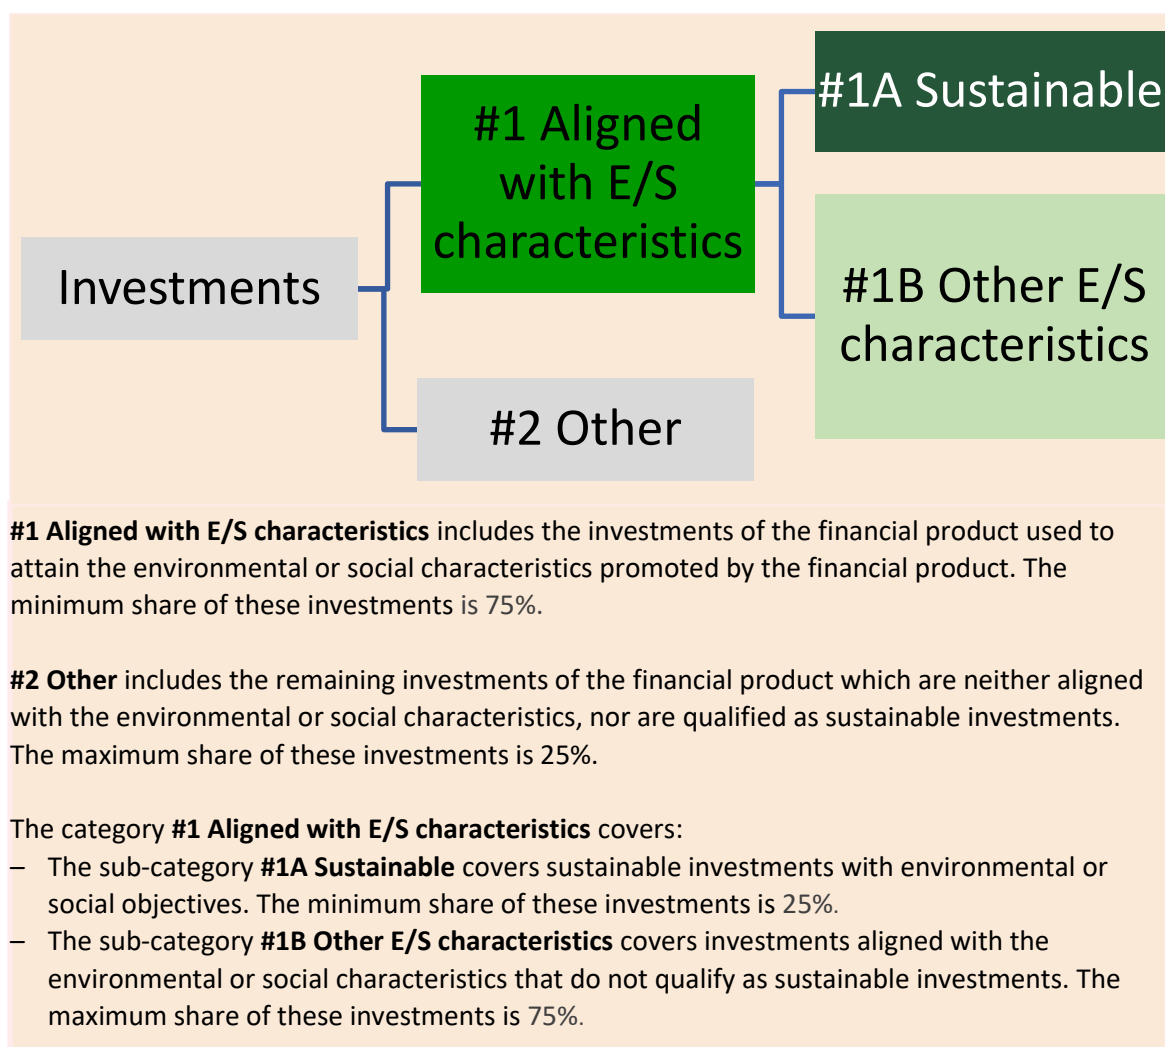 #1A Sustainable
#1 Aligned
with E/S
characteristics
Investments
#1B Other E/S
characteristics
#2 Other
#1 Aligned with E/S characteristics includes the investments of the financial product used to
attain the environmental or social characteristics promoted by the financial product. The
minimum share of these investments is 75%.
#2 Other includes the remaining investments of the financial product which are neither aligned
with the environmental or social characteristics, nor are qualified as sustainable investments.
The maximum share of these investments is 25%.
The category #1 Aligned with E/S characteristics covers:
– The sub-category #1A Sustainable covers sustainable investments with environmental or
social objectives. The minimum share of these investments is 25%.
– The sub-category #1B Other E/S characteristics covers investments aligned with the
environmental or social characteristics that do not qualify as sustainable investments. The
maximum share of these investments is 75%.